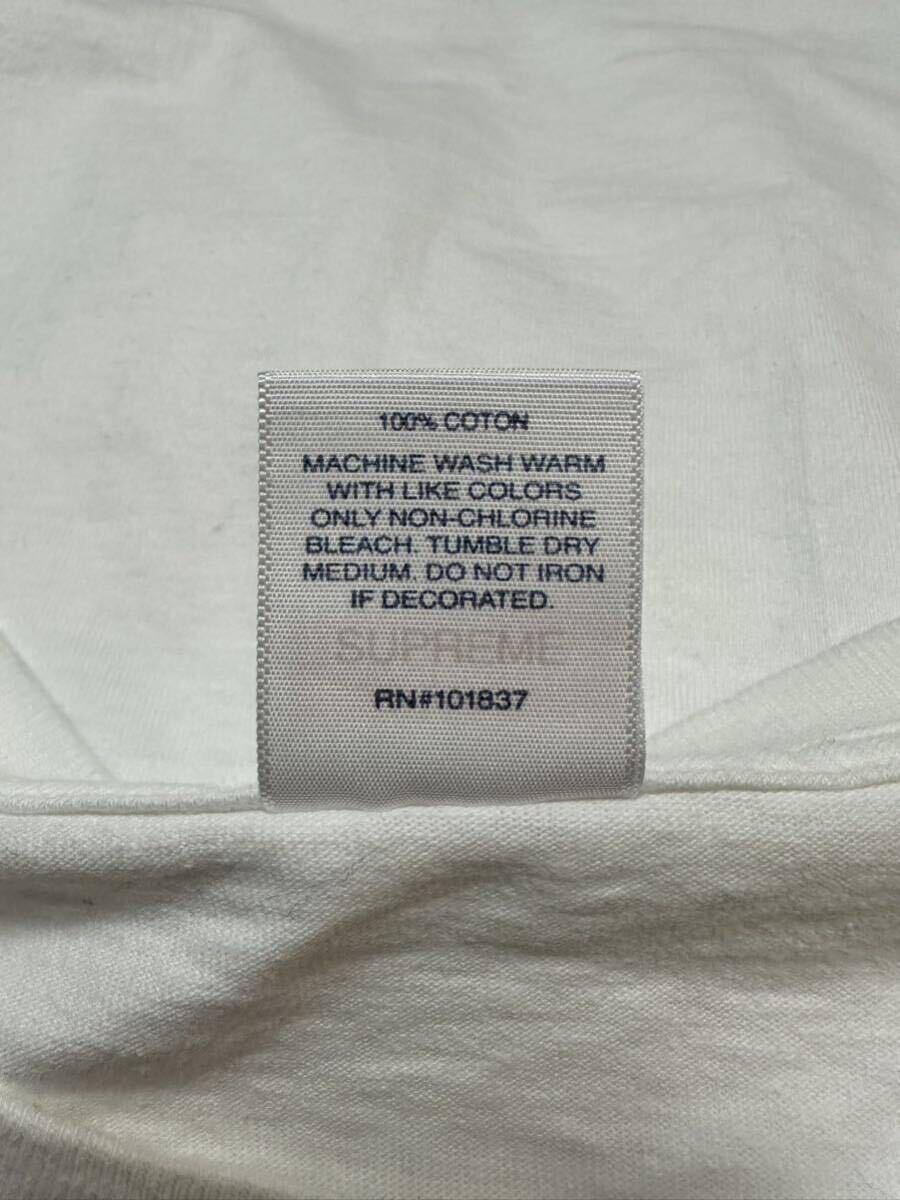 100% COTON
MACHINE WASH WARM
WITH LIKE COLORS
ONLY NON-CHLORINE
BLEACH. TUMBLE DRY
MEDIUM. DO NOT IRON
IF DECORATED.
SUPREME
RN#101837